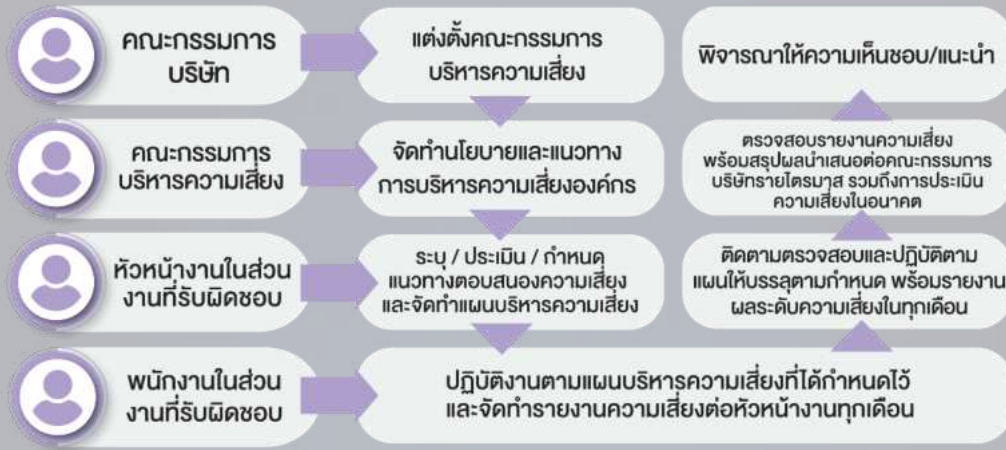 คณะกรรมการ
บริษัท
แต่งตั้งคณะกรรมการ
บริหารความเสี่ยง
พิจารณาให้ความเห็นชอบ/แนะนำ
คณะกรรมการ
บริหารความเสี่ยง
จัดทำนโยบายและแนวทาง
การบริหารความเสี่ยงองค์กร
ตรวจสอบรายงานความเสี่ยง
พร้อมสรุปผลนำเสนอต่อคณะกรรมการ
บริษัทรายไตรมาส รวมถึงการประเมิน
ความเสี่ยงในอนาคต
หัวหน้างานในส่วน
งานที่รับผิดชอบ
ระบุ / ประเมิน / กำหนด
แนวทางตอบสนองความเสี่ยง
และจัดทำแผนบริหารความเสี่ยง
ติดตามตรวจสอบและปฏิบัติตาม
แผนให้บรรลุตามกำหนด พร้อมรายงาน
ผลระดับความเสี่ยงในทุกเดือน
พนักงานในส่วน
งานที่รับผิดชอบ
ปฏิบัติงานตามแผนบริหารความเสี่ยงที่ได้กำหนดไว้
และจัดทำรายงานความเสี่ยงต่อหัวหน้างานทุกเดือน